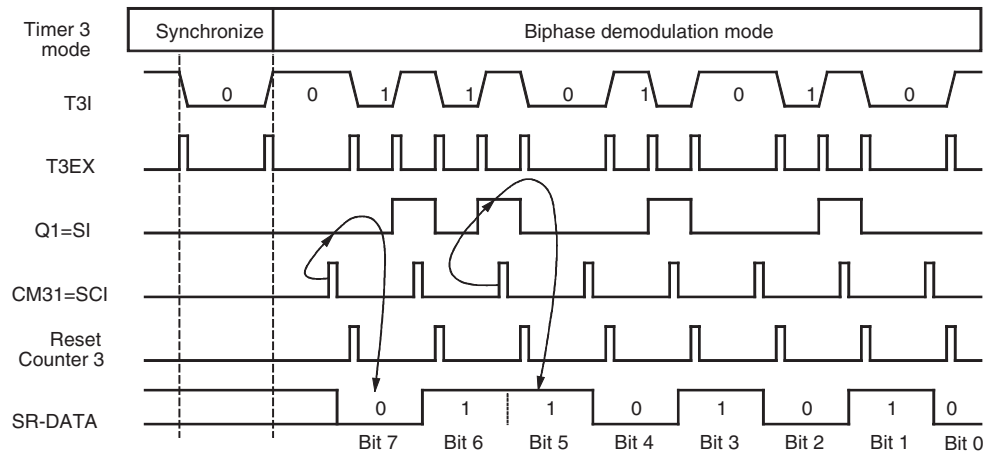 Timer 3
mode
Synchronize
Biphase demodulation mode
T3I
0 0 1 1 0 1 0 1 0
T3EX
Q1=SI
CM31=SCI
Reset
Counter 3
SR-DATA
0 1 1 0 1 0 1 0
Bit 7 Bit 6 Bit 5 Bit 4 Bit 3 Bit 2 Bit 1 Bit 0